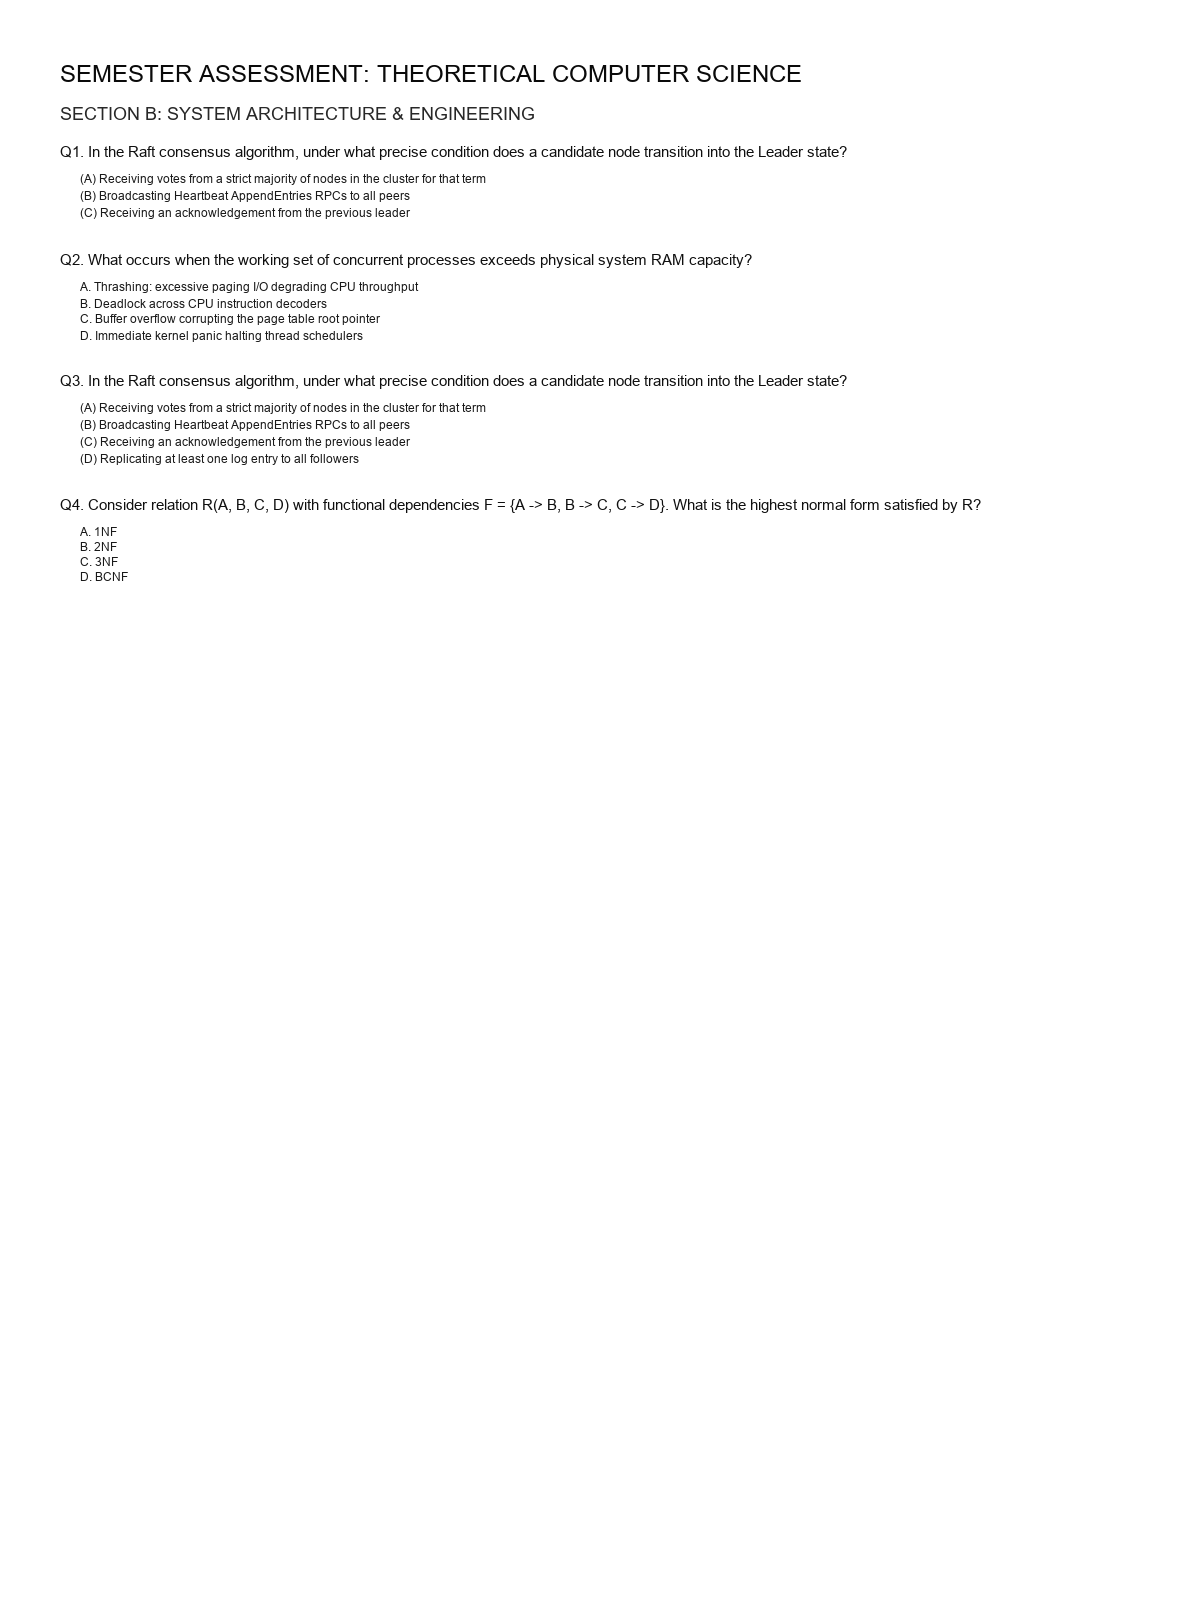 SEMESTER ASSESSMENT: THEORETICAL COMPUTER SCIENCE
SECTION B: SYSTEM ARCHITECTURE & ENGINEERING
Q1. In the Raft consensus algorithm, under what precise condition does a candidate node transition into the Leader state?
(A) Receiving votes from a strict majority of nodes in the cluster for that term
(B) Broadcasting Heartbeat AppendEntries RPCs to all peers
(C) Receiving an acknowledgement from the previous leader
Q2. What occurs when the working set of concurrent processes exceeds physical system RAM capacity?
A. Thrashing: excessive paging I/O degrading CPU throughput
B. Deadlock across CPU instruction decoders
C. Buffer overflow corrupting the page table root pointer
D. Immediate kernel panic halting thread schedulers
Q3. In the Raft consensus algorithm, under what precise condition does a candidate node transition into the Leader state?
(A) Receiving votes from a strict majority of nodes in the cluster for that term
(B) Broadcasting Heartbeat AppendEntries RPCs to all peers
(C) Receiving an acknowledgement from the previous leader
(D) Replicating at least one log entry to all followers
Q4. Consider relation R(A, B, C, D) with functional dependencies F = {A -> B, B -> C, C -> D}. What is the highest normal form satisfied by R?
A. 1NF
B. 2NF
C. 3NF
D. BCNF